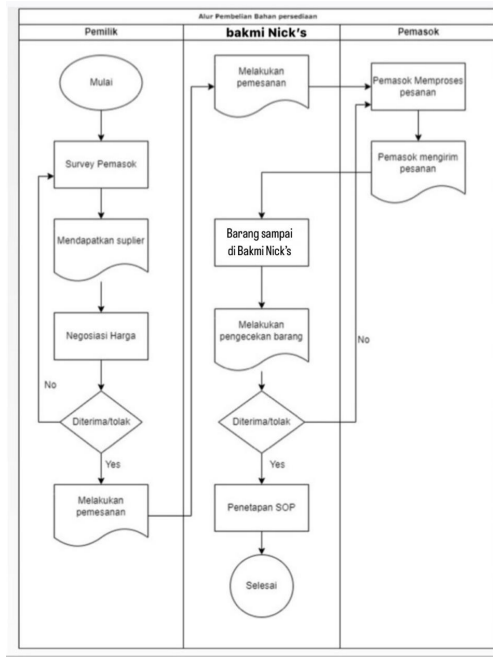 Alur Pembelian Bahan persediaan
Pemilik
bakmi Nick's
Pemasok
Mulai
Survey Pemasok
Mendapatkan suplier
Negosiasi Harga
No
Diterima/tolak
Yes
Melakukan
pemesanan
Melakukan
pemesanan
Barang sampai
di Bakmi Nick's
Melakukan
pengecekan barang
Diterima/tolak
Yes
Penetapan SOP
Selesai
Pemasok Memproses
pesanan
Pemasok mengirim
pesanan
No